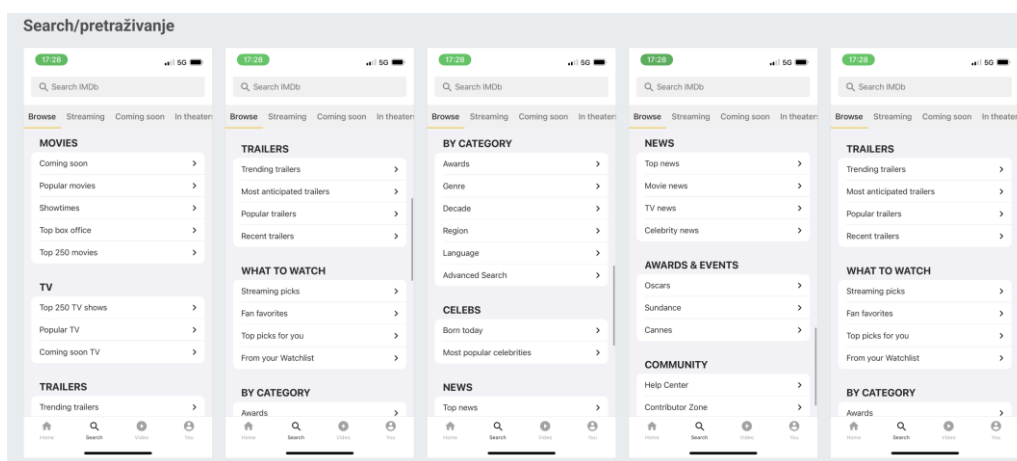 Search/pretraživanje
17:28
5G
Search IMDb
Browse Streaming Coming soon In theaters
MOVIES
Coming soon
Popular movies
Showtimes
Top box office
Top 250 movies
TV
Top 250 TV shows
Popular TV
Coming soon TV
TRAILERS
Trending trailers
Home Search Video You
17:28
5G
Search IMDb
Browse Streaming Coming soon In theaters
TRAILERS
Trending trailers
Most anticipated trailers
Popular trailers
Recent trailers
WHAT TO WATCH
Streaming picks
Fan favorites
Top picks for you
From your Watchlist
BY CATEGORY
Awards
Home Search Video You
17:28
5G
Search IMDb
Browse Streaming Coming soon In theaters
BY CATEGORY
Awards
Genre
Decade
Region
Language
Advanced Search
CELEBS
Born today
Most popular celebrities
NEWS
Top news
Home Search Video You
17:28
5G
Search IMDb
Browse Streaming Coming soon In theaters
NEWS
Top news
Movie news
TV news
Celebrity news
AWARDS & EVENTS
Oscars
Sundance
Cannes
COMMUNITY
Help Center
Contributor Zone
Home Search Video You
17:28
5G
Search IMDb
Browse Streaming Coming soon In theaters
TRAILERS
Trending trailers
Most anticipated trailers
Popular trailers
Recent trailers
WHAT TO WATCH
Streaming picks
Fan favorites
Top picks for you
From your Watchlist
BY CATEGORY
Awards
Home Search Video You